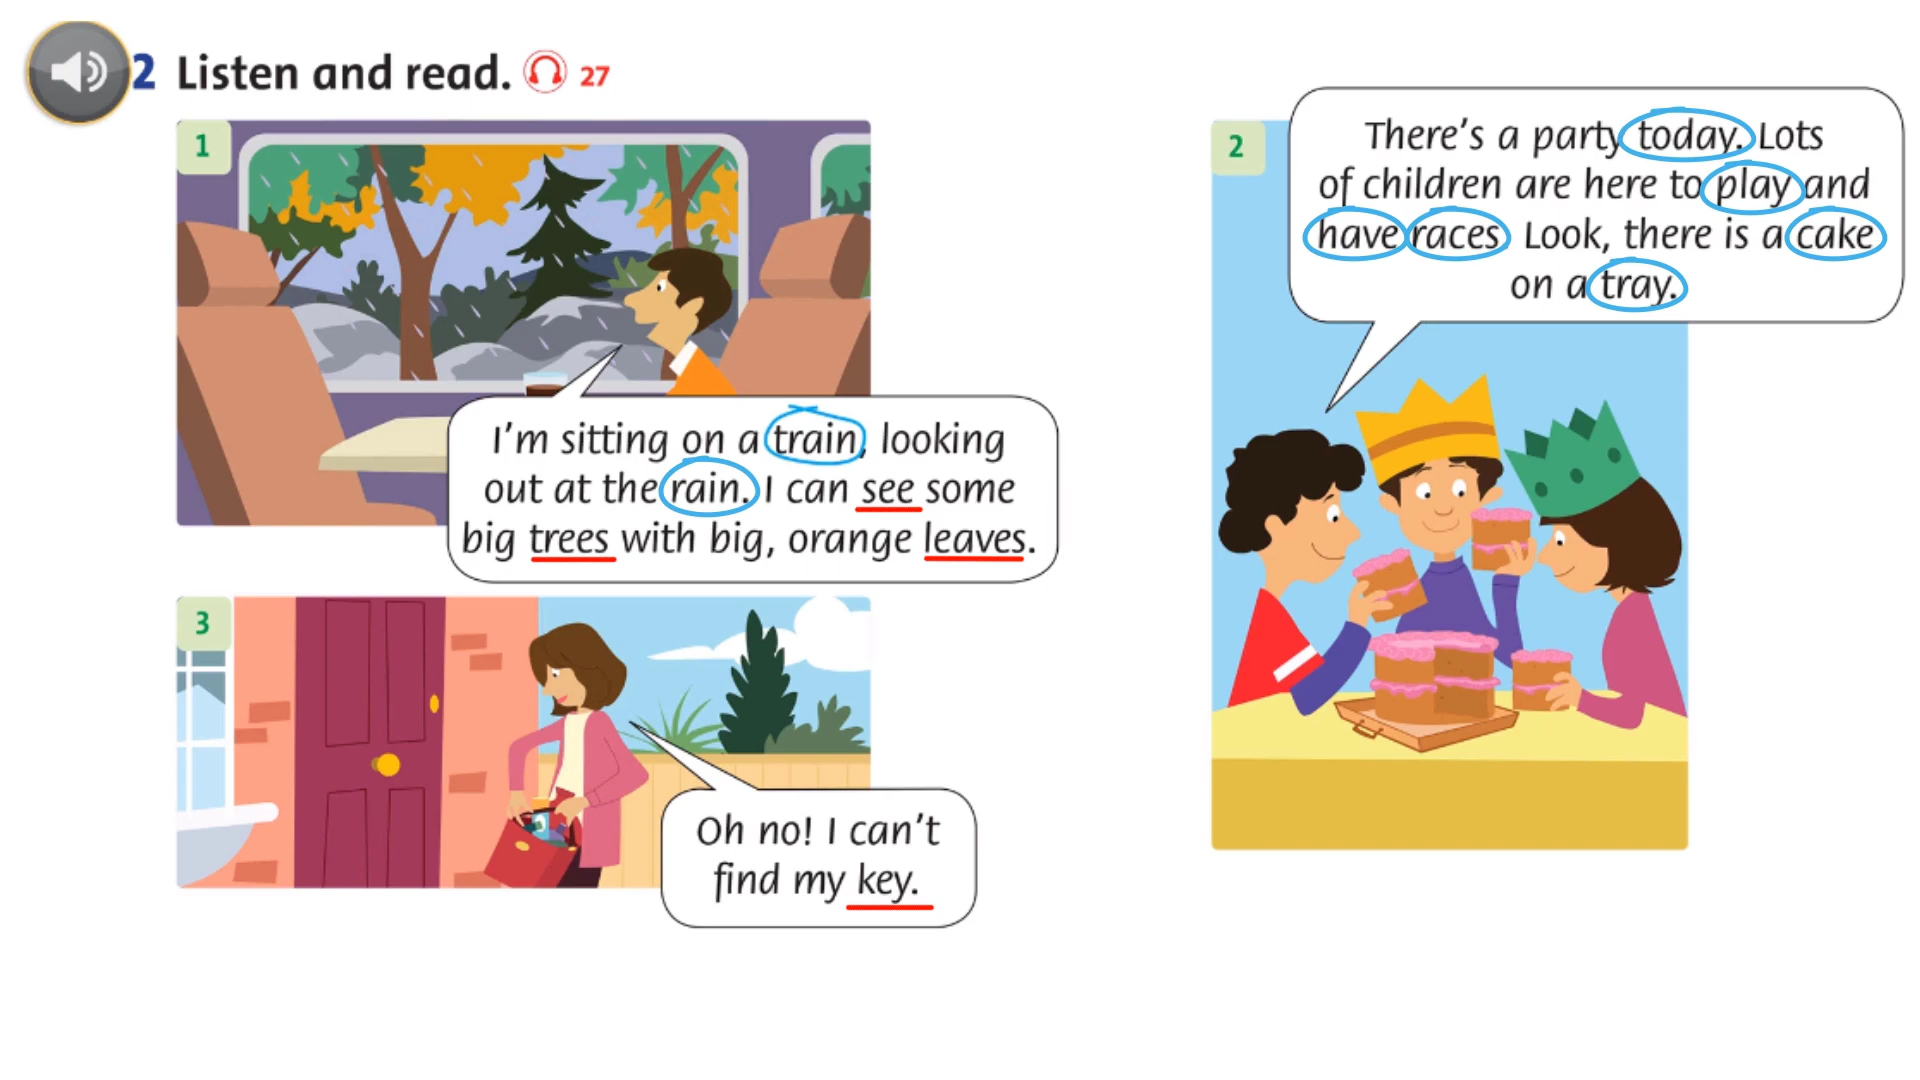 2 Listen and read. 27
1
I'm sitting on a train, looking
out at the rain. I can see some
big trees with big, orange leaves.
2
There's a party today. Lots
of children are here to play and
have races. Look, there is a cake
on a tray.
3
Oh no! I can't
find my key.